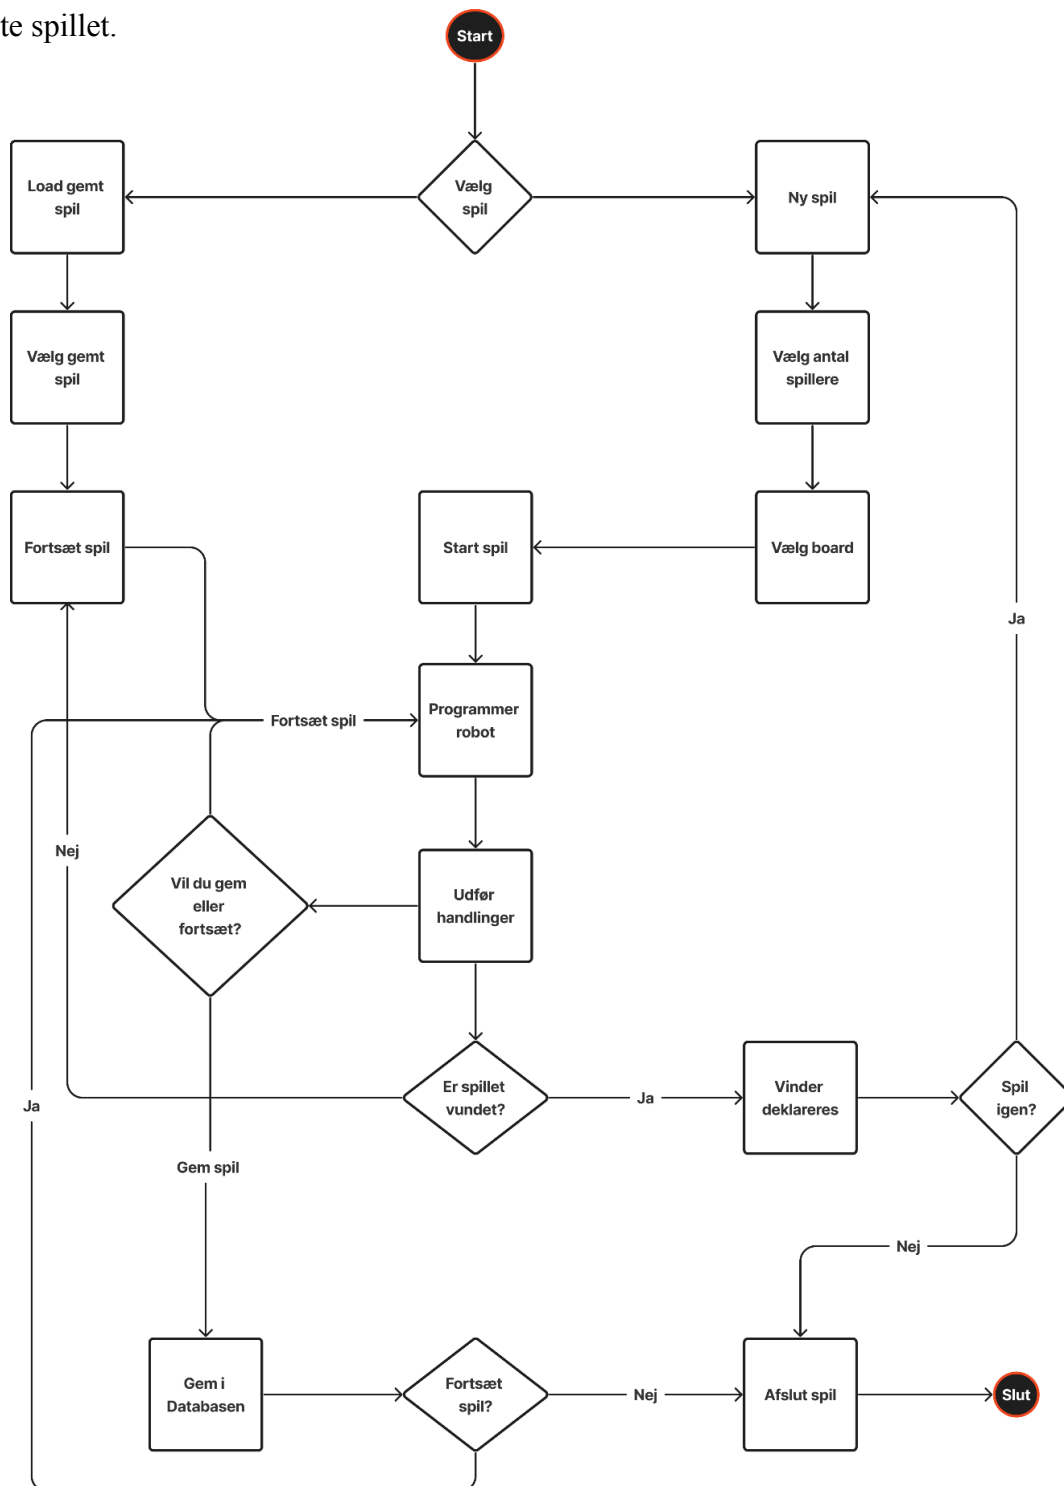 te spillet.
Start
Load gemt
spil
Vælg
spil
Ny spil
Vælg gemt
spil
Vælg antal
spillere
Fortsæt spil
Start spil
Vælg board
Ja
Fortsæt spil
Programmer
robot
Nej
Vil du gem
eller
fortsæt?
Udfør
handlinger
Er spillet
vundet?
Ja
Vinder
deklareres
Spil
igen?
Ja
Gem spil
Nej
Gem i
Databasen
Fortsæt
spil?
Nej
Afslut spil
Slut